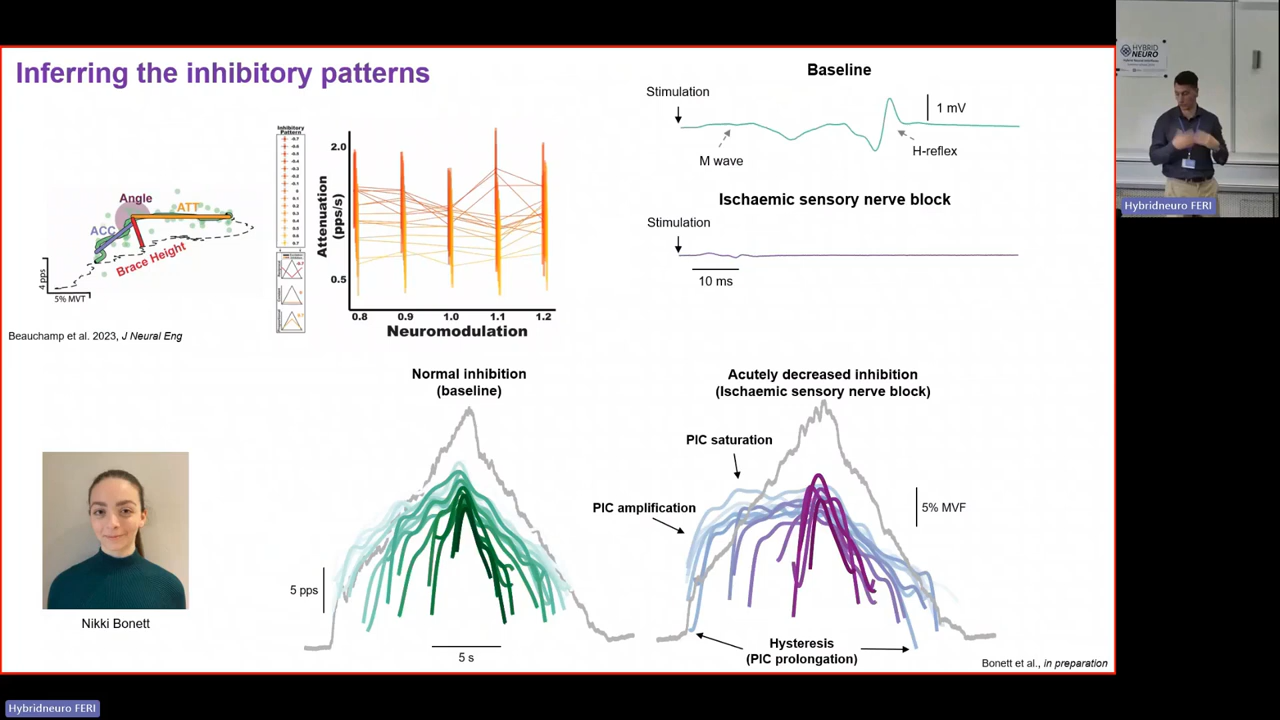 Inferring the inhibitory patterns
Angle
ATT
ACC
Brace Height
4 pps
5% MVT
Beauchamp et al. 2023, J Neural Eng
Inhibitory
Pattern
Attenuation
(pps/s)
2.0
0.5
0.8 0.9 1.0 1.1 1.2
Neuromodulation
Baseline
Stimulation
1 mV
M wave
H-reflex
Ischaemic sensory nerve block
Stimulation
10 ms
Nikki Bonett
Normal inhibition
(baseline)
5 pps
5 s
Acutely decreased inhibition
(Ischaemic sensory nerve block)
PIC saturation
PIC amplification
5% MVF
Hysteresis
(PIC prolongation)
Bonett et al., in preparation
HYBRID
NEURO
Hybridneuro FERI
Hybridneuro FERI